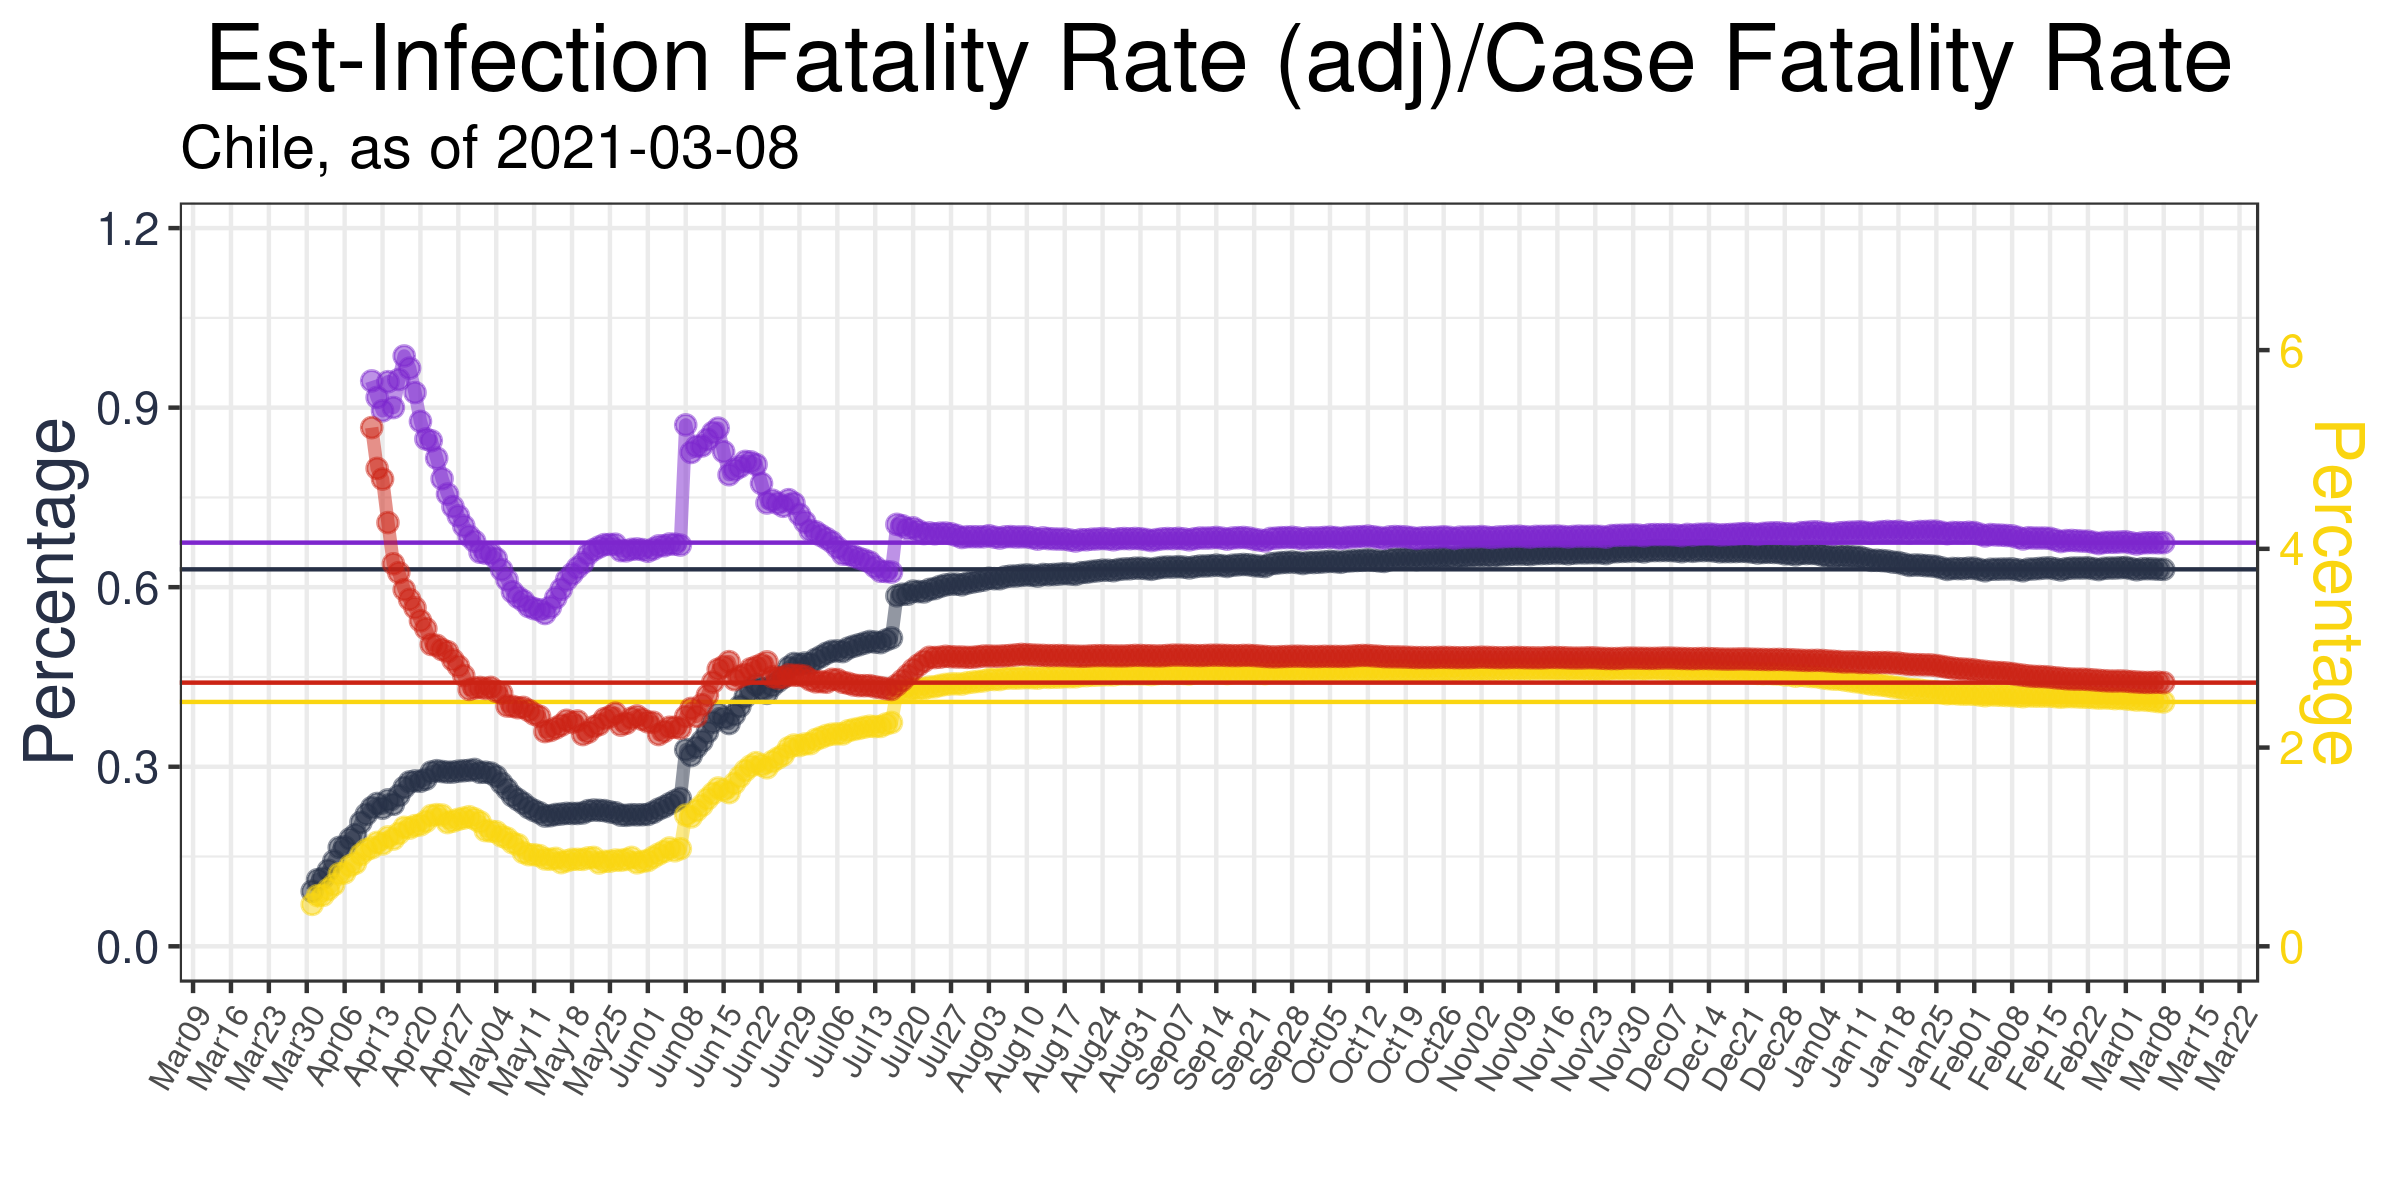 Est-Infection Fatality Rate (adj)/Case Fatality Rate
Chile, as of 2021-03-08
Percentage
1.2
0.9
0.6
0.3
0.0
6
4
2
0
Percentage
Mar09
Mar16
Mar23
Mar30
Apr06
Apr13
Apr20
Apr27
May04
May11
May18
May25
Jun01
Jun08
Jun15
Jun22
Jun29
Jul06
Jul13
Jul20
Jul27
Aug03
Aug10
Aug17
Aug24
Aug31
Sep07
Sep14
Sep21
Sep28
Oct05
Oct12
Oct19
Oct26
Nov02
Nov09
Nov16
Nov23
Nov30
Dec07
Dec14
Dec21
Dec28
Jan04
Jan11
Jan18
Jan25
Feb01
Feb08
Feb15
Feb22
Mar01
Mar08
Mar15
Mar22